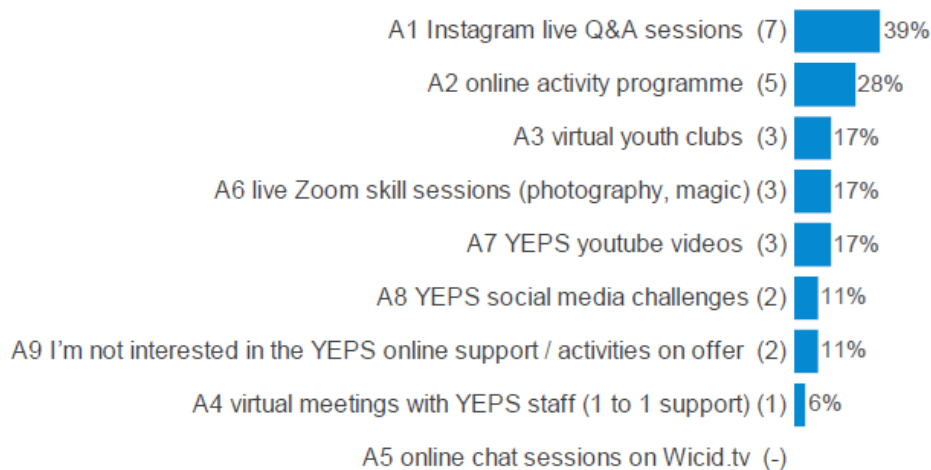 A1 Instagram live Q&A sessions (7) 39%
A2 online activity programme (5) 28%
A3 virtual youth clubs (3) 17%
A6 live Zoom skill sessions (photography, magic) (3) 17%
A7 YEPS youtube videos (3) 17%
A8 YEPS social media challenges (2) 11%
A9 I'm not interested in the YEPS online support / activities on offer (2) 11%
A4 virtual meetings with YEPS staff (1 to 1 support) (1) 6%
A5 online chat sessions on Wicid.tv (-)